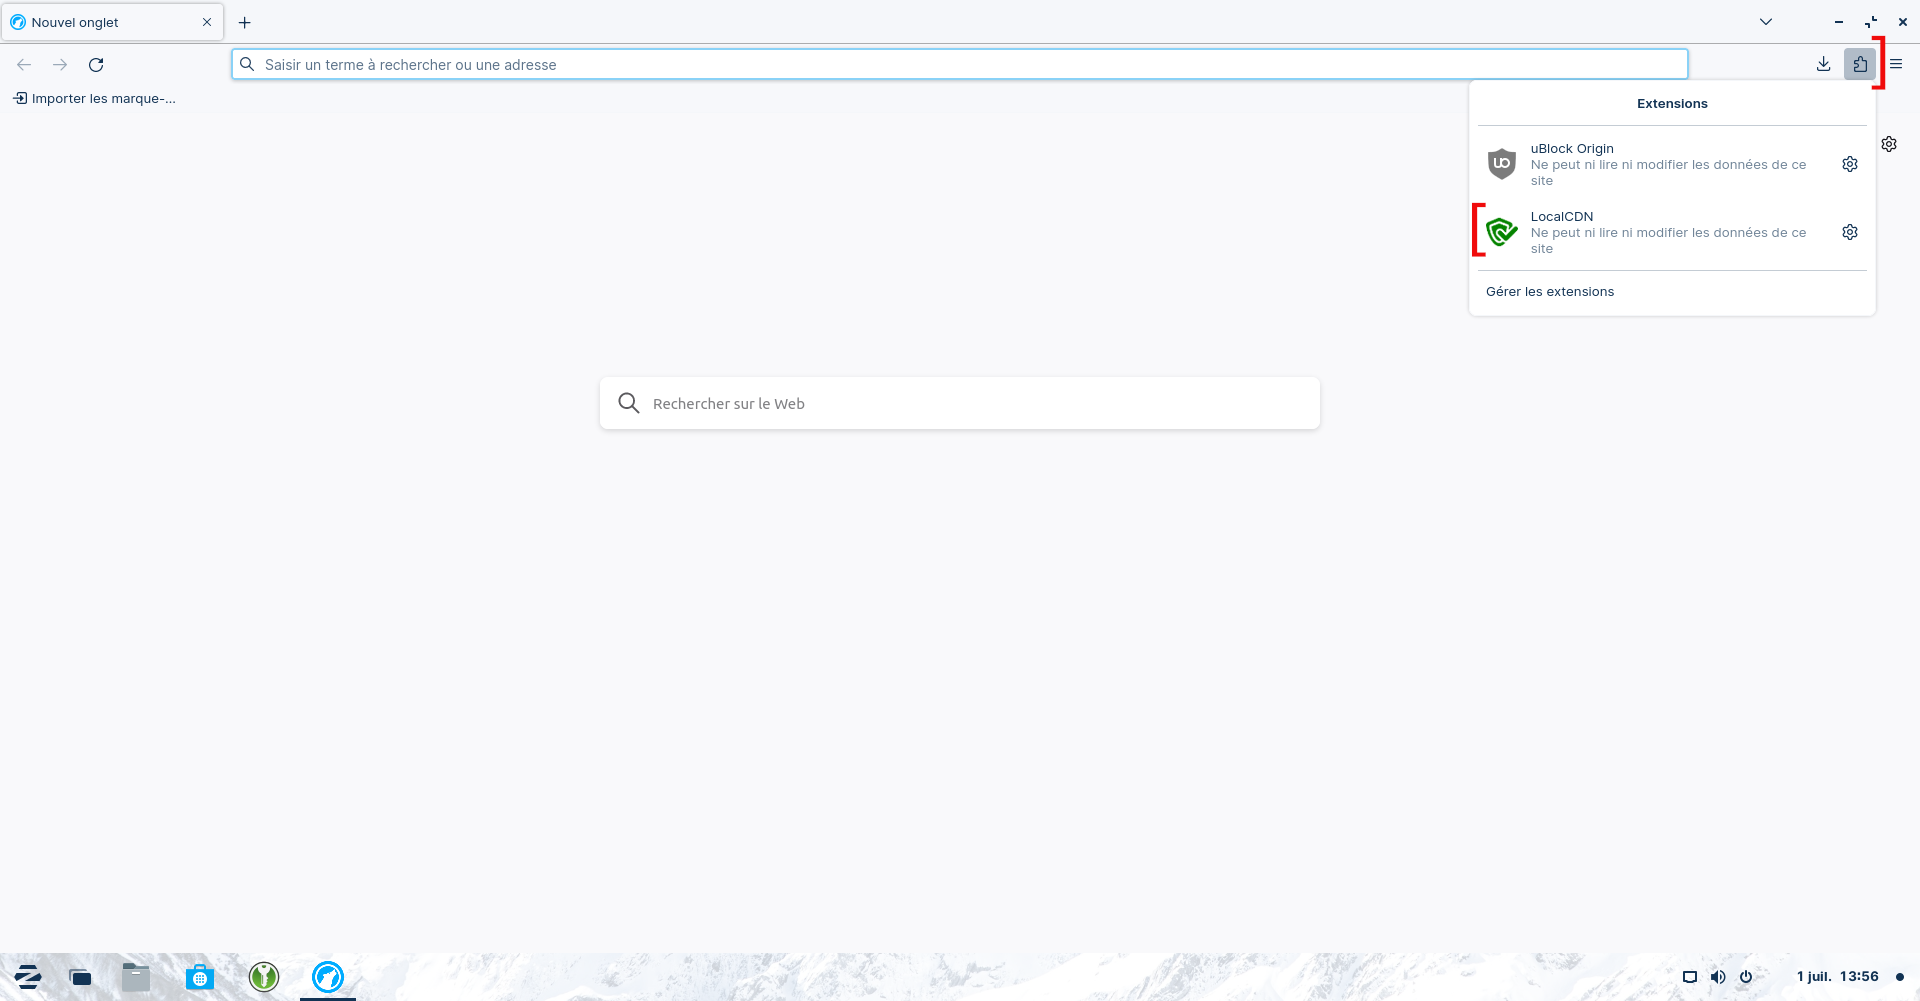 Nouvel onglet
Saisir un terme à rechercher ou une adresse
Importer les marque-...
Extensions
uBlock Origin
Ne peut ni lire ni modifier les données de ce
site
LocalCDN
Ne peut ni lire ni modifier les données de ce
site
Gérer les extensions
Rechercher sur le Web
1 juil. 13:56